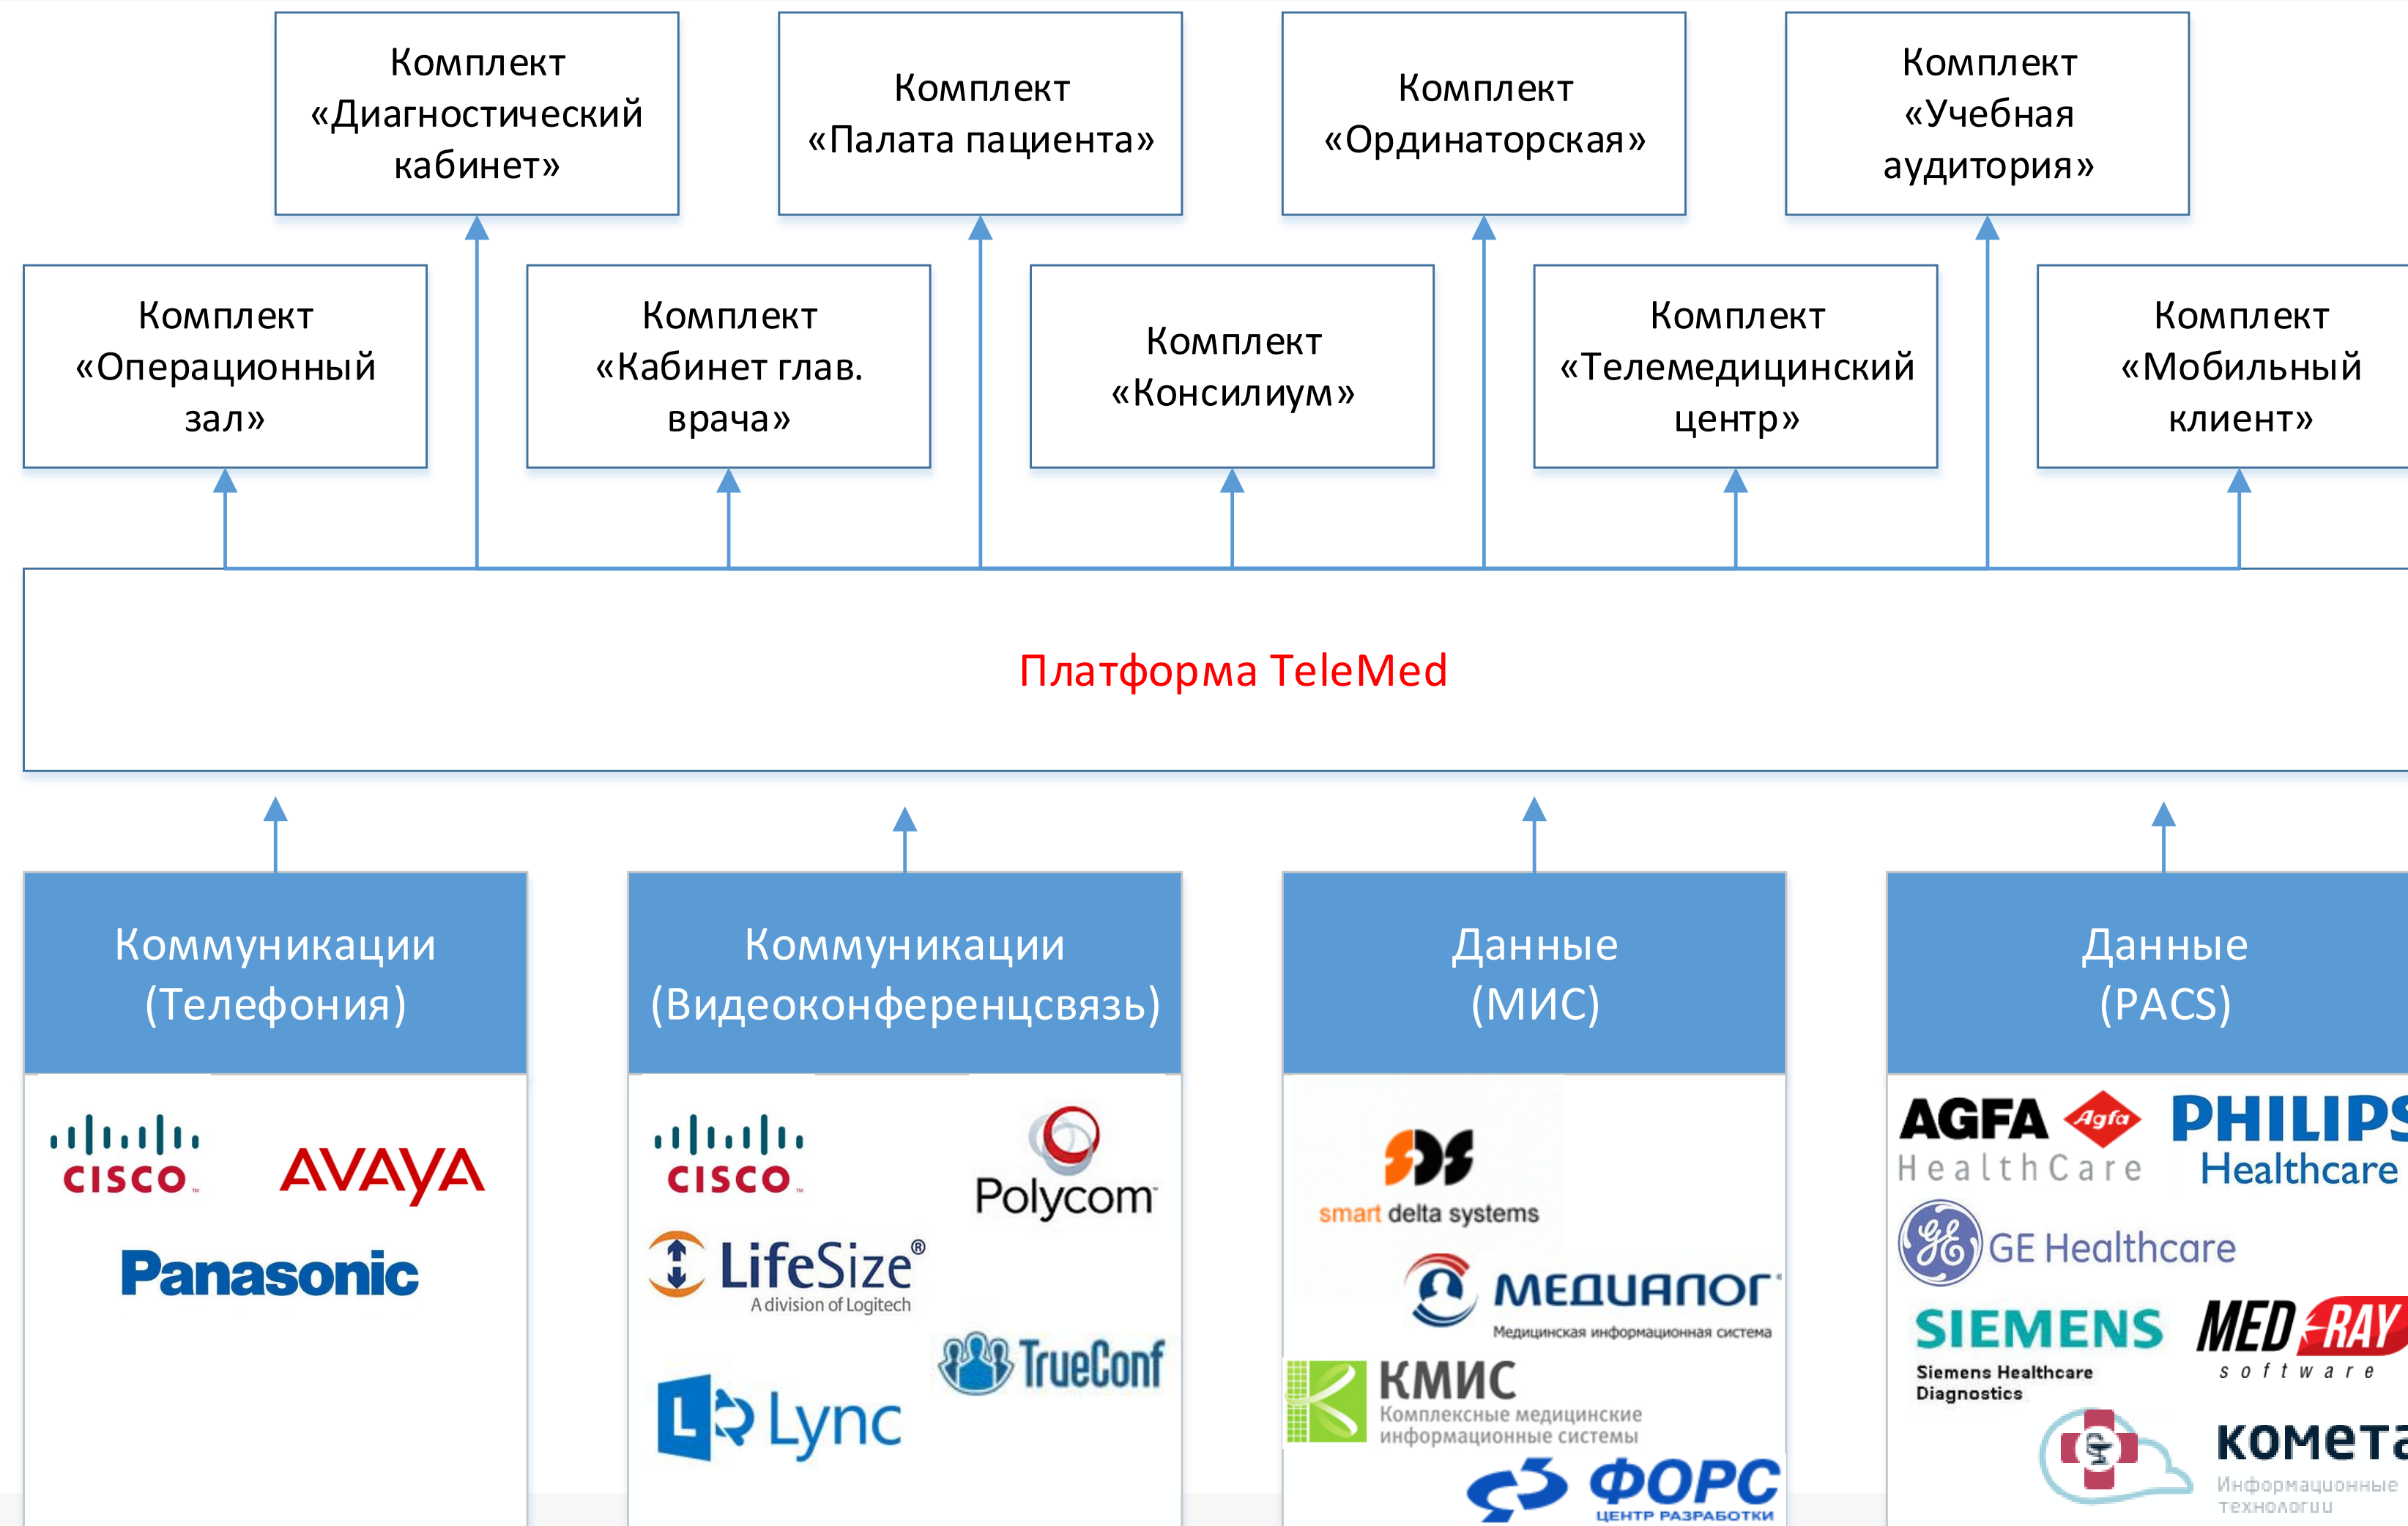 Комплект
«Диагностический
кабинет»
Комплект
«Палата пациента»
Комплект
«Ординаторская»
Комплект
«Учебная
аудитория»
Комплект
«Операционный
зал»
Комплект
«Кабинет глав.
врача»
Комплект
«Консилиум»
Комплект
«Телемедицинский
центр»
Комплект
«Мобильный
клиент»
Платформа TeleMed
Коммуникации
(Телефония)
Коммуникации
(Видеоконференцсвязь)
Данные
(МИС)
Данные
(PACS)
CISCO
AVAYA
Panasonic
CISCO
Polycom
LifeSize®
A division of Logitech
TrueConf
Lync
SDS
smart delta systems
МЕДИАЛОГ
Медицинская информационная система
КМИС
Комплексные медицинские
информационные системы
ФОРС
ЦЕНТР РАЗРАБОТКИ
AGFA Agfa
HealthCare
PHILIPS
Healthcare
GE GE Healthcare
SIEMENS
Siemens Healthcare
Diagnostics
MED RAY
software
комета
Информационные
технологии